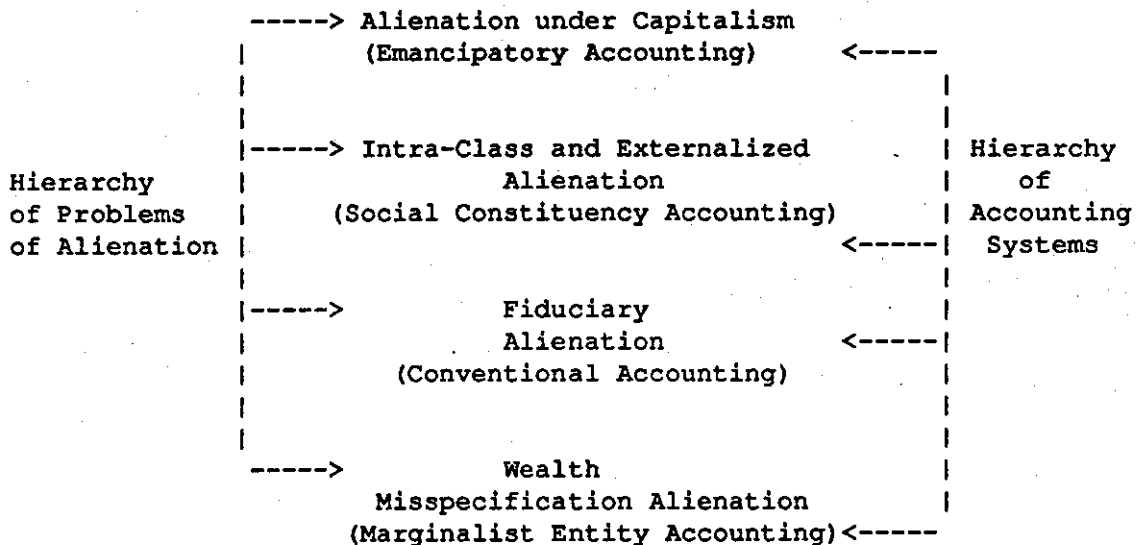 Alienation under Capitalism
(Emancipatory Accounting)
Intra-Class and Externalized
Alienation
(Social Constituency Accounting)
Hierarchy
of Problems
of Alienation
Hierarchy
of
Accounting
Systems
Fiduciary
Alienation
(Conventional Accounting)
Wealth
Misspecification Alienation
(Marginalist Entity Accounting)